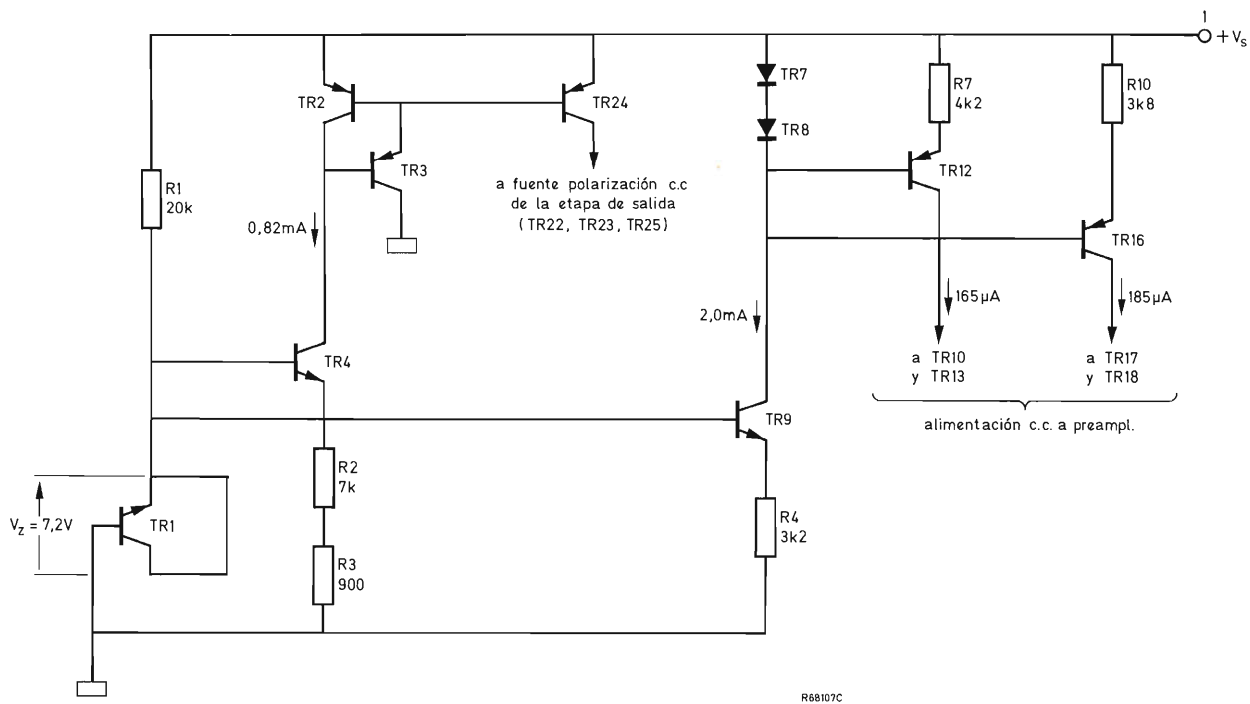 1
+ Vs
TR2
TR24
TR7
TR8
R7
4k2
R10
3k8
TR3
TR12
R1
20k
a fuente polarización c.c
de la etapa de salida
(TR22, TR23, TR25)
0,82mA
TR16
2,0mA
165µA
185µA
TR4
a TR10
y TR13
a TR17
y TR18
TR9
alimentación c.c. a preampl.
R2
7k
Vz = 7,2V
TR1
R4
3k2
R3
900
R68107C